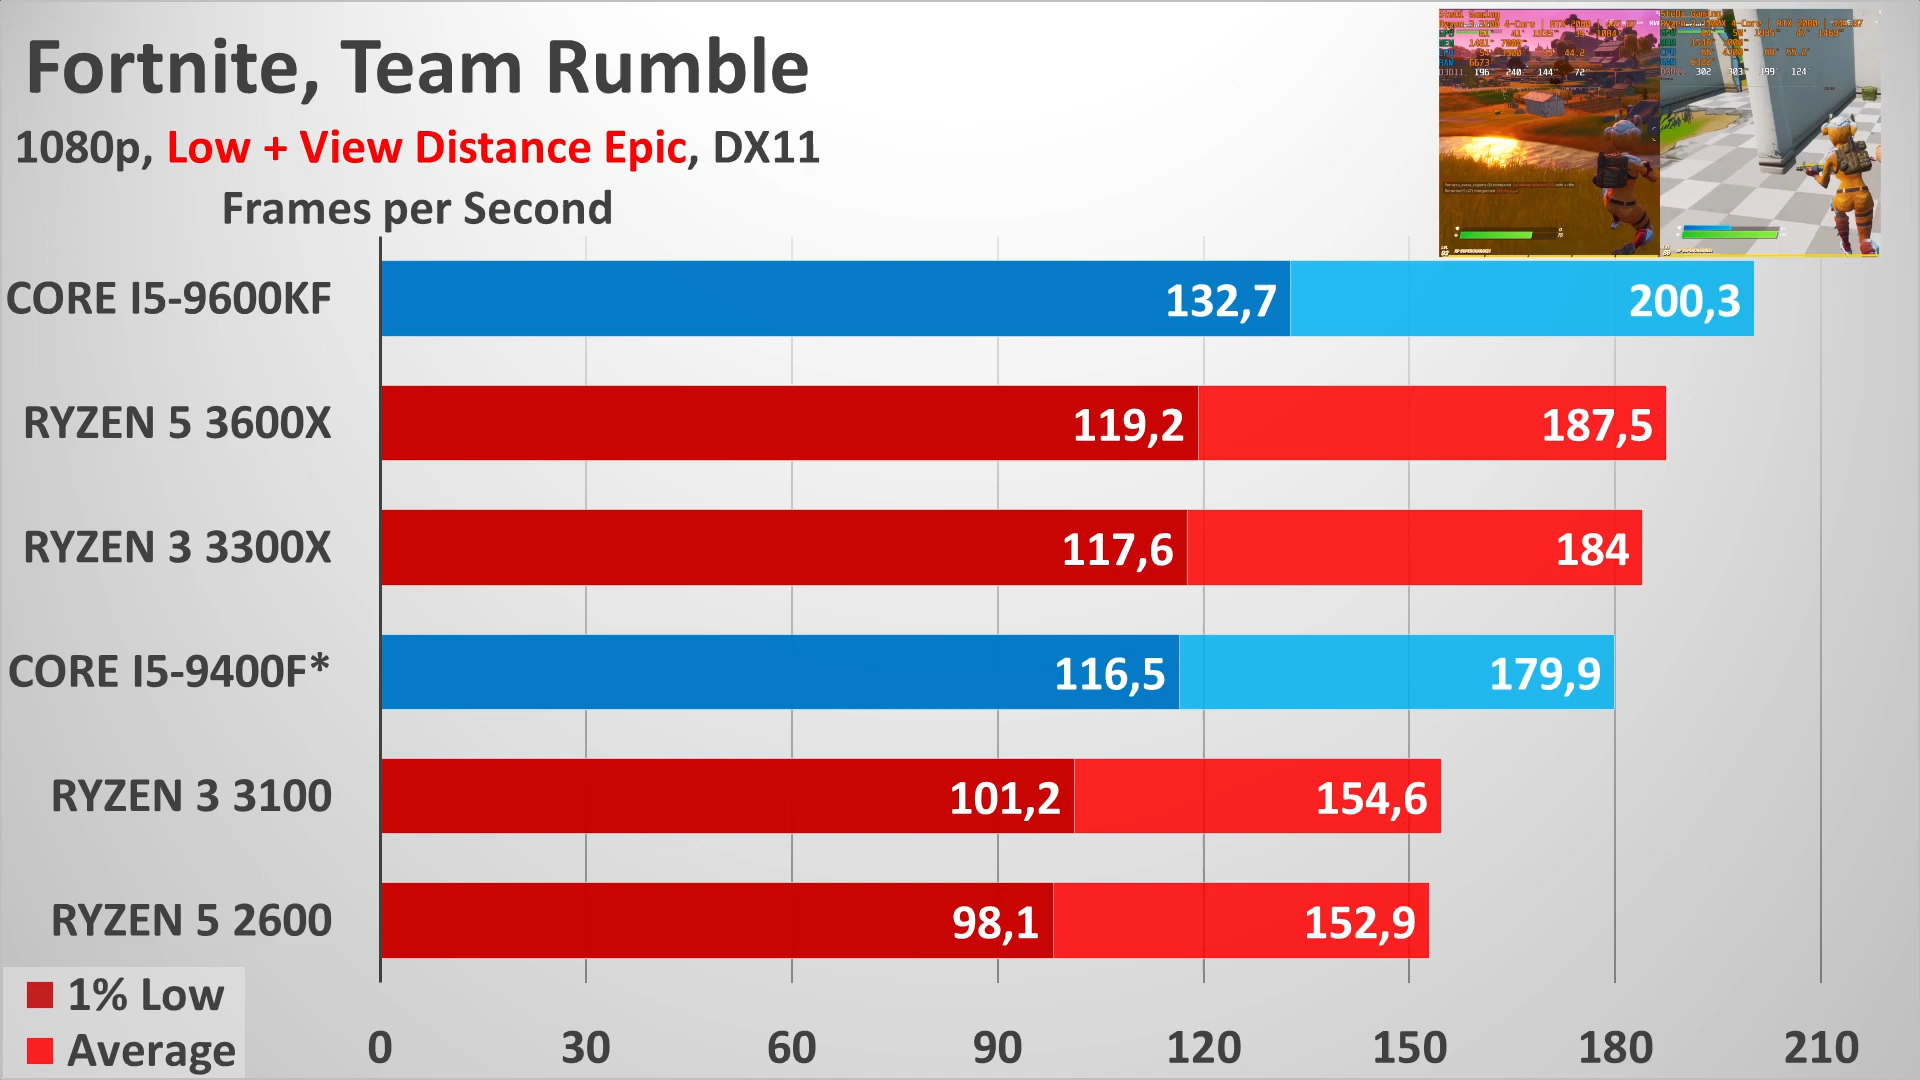 Fortnite, Team Rumble
1080p, Low + View Distance Epic, DX11
Frames per Second
CORE I5-9600KF
132,7
200,3
RYZEN 5 3600X
119,2
187,5
RYZEN 3 3300X
117,6
184
CORE I5-9400F*
116,5
179,9
RYZEN 3 3100
101,2
154,6
RYZEN 5 2600
98,1
152,9
1% Low
Average
0 30 60 90 120 150 180 210